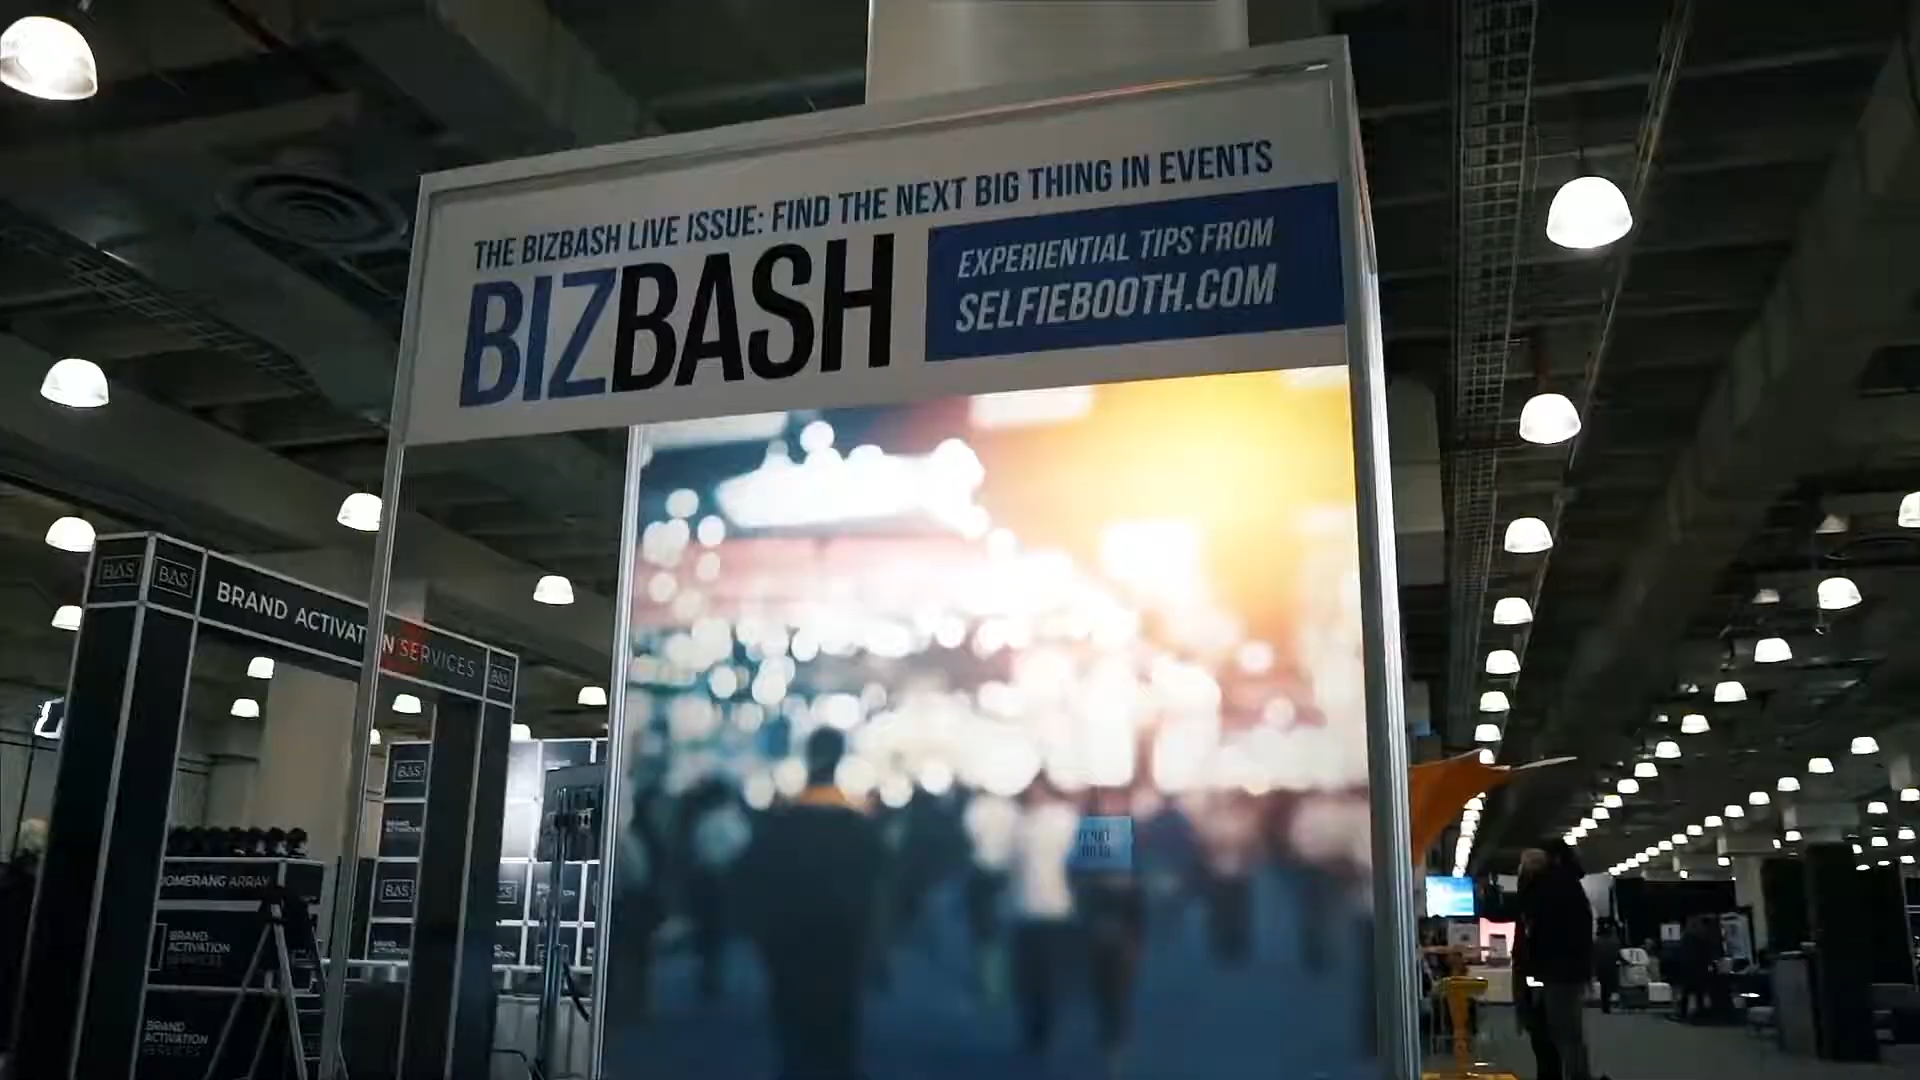 THE BIZBASH LIVE ISSUE: FIND THE NEXT BIG THING IN EVENTS
BIZBASH
EXPERIENTIAL TIPS FROM
SELFIEBOOTH.COM
BAS
BAS
BRAND ACTIVAT N SERVICES
BAS
BAS
BRAND
BAS
OMERANG ARRAY
BRAND
ACTIVATION
SERVICES
BRAND
ACTIVATION
SERVICES